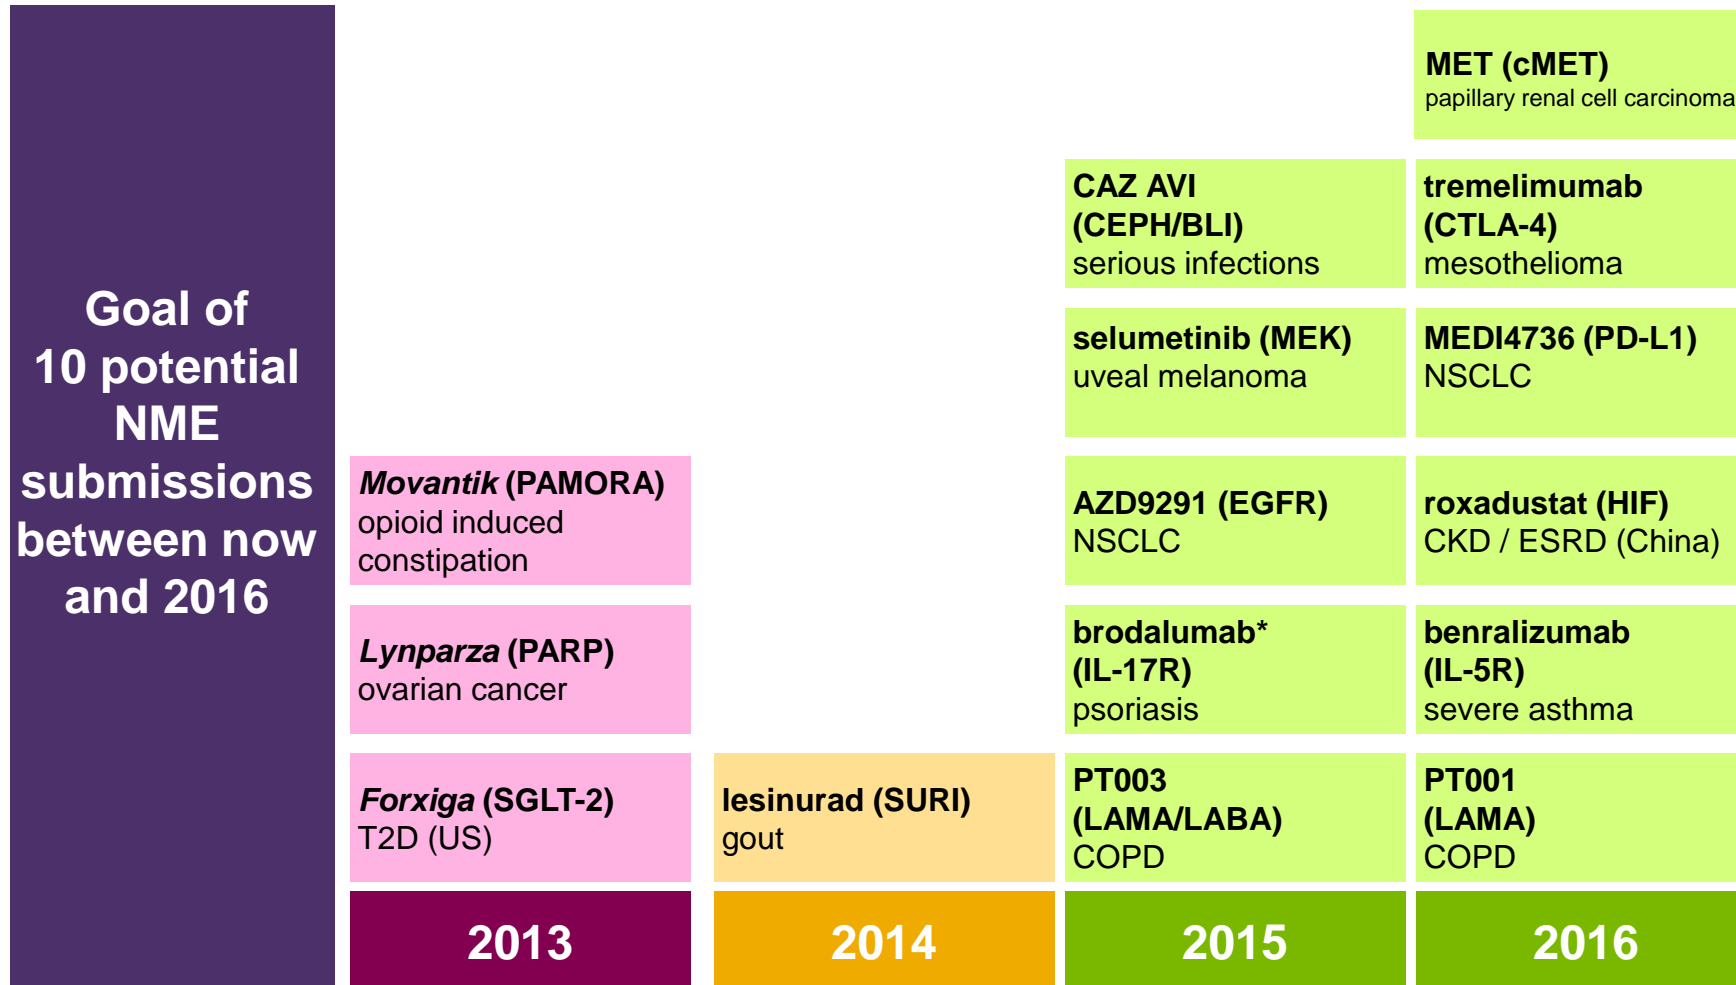 Goal of
10 potential
NME
submissions
between now
and 2016
Movantik (PAMORA)
opioid induced
constipation
Lynparza (PARP)
ovarian cancer
Forxiga (SGLT-2)
T2D (US)
2013
lesinurad (SURI)
gout
2014
CAZ AVI
(CEPH/BLI)
serious infections
selumetinib (MEK)
uveal melanoma
AZD9291 (EGFR)
NSCLC
brodalumab*
(IL-17R)
psoriasis
PT003
(LAMA/LABA)
COPD
2015
MET (cMET)
papillary renal cell carcinoma
tremelimumab
(CTLA-4)
mesothelioma
MEDI4736 (PD-L1)
NSCLC
roxadustat (HIF)
CKD / ESRD (China)
benralizumab
(IL-5R)
severe asthma
PT001
(LAMA)
COPD
2016